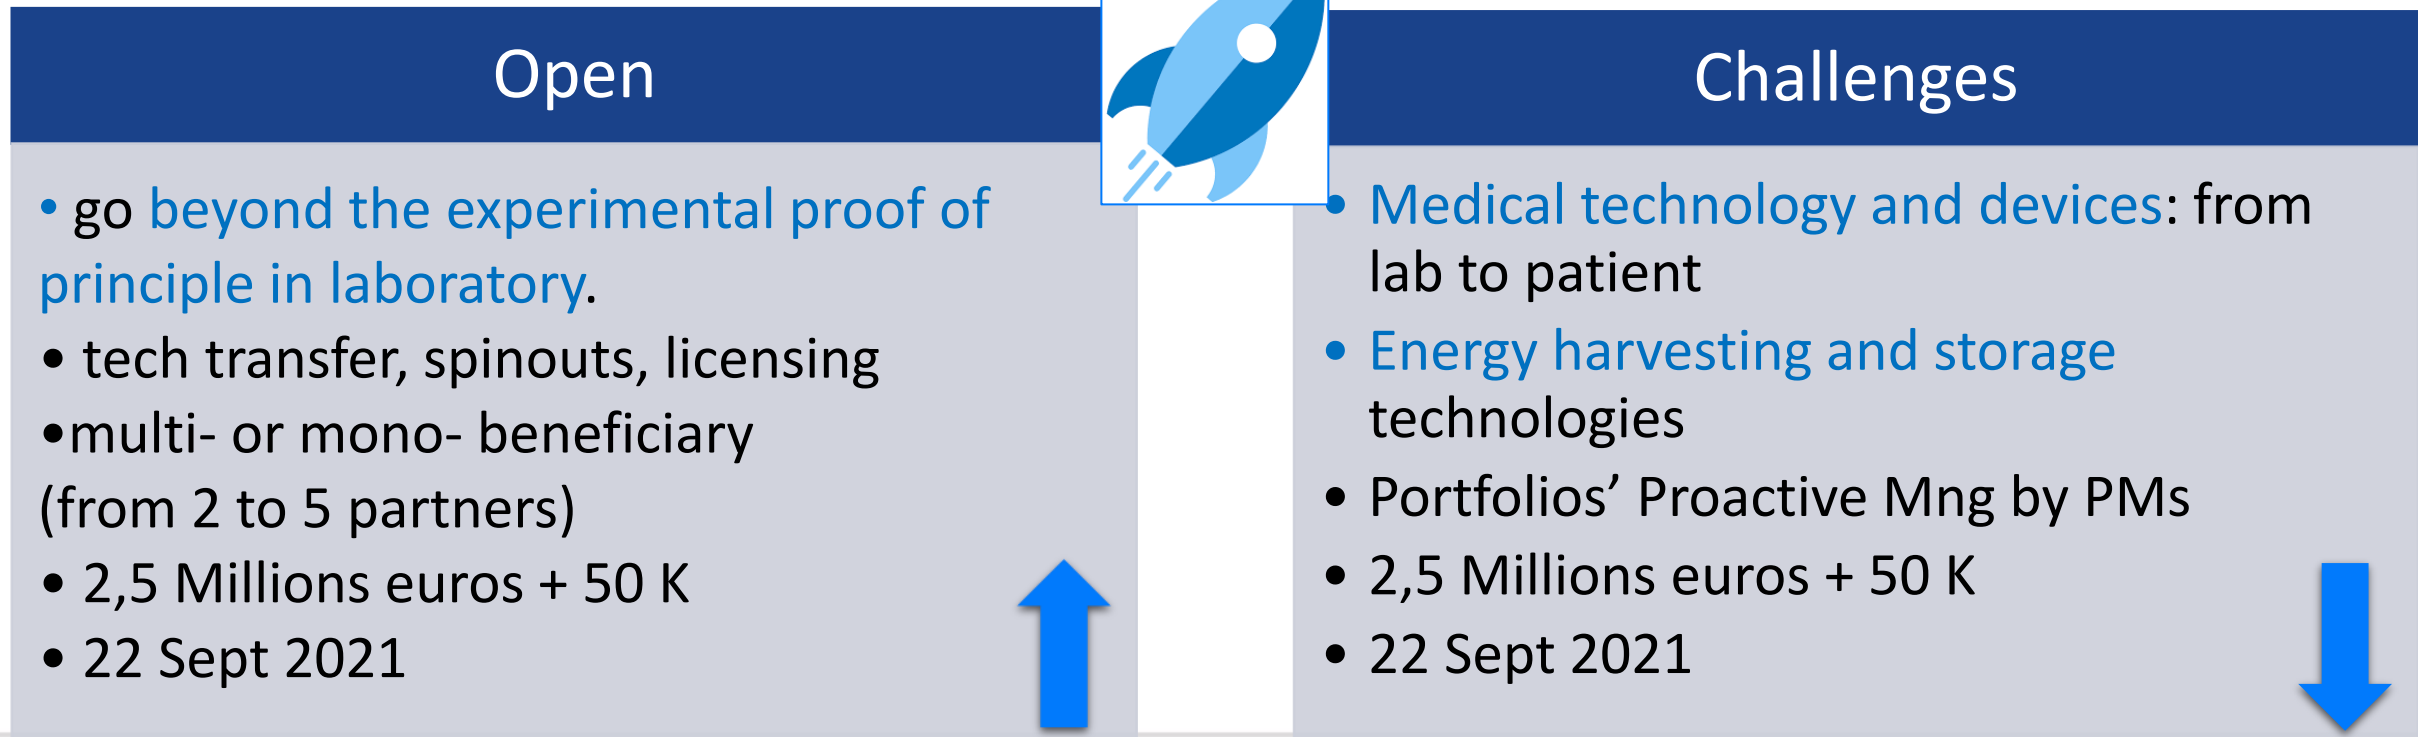 Open
• go beyond the experimental proof of
principle in laboratory.
• tech transfer, spinouts, licensing
•multi- or mono- beneficiary
(from 2 to 5 partners)
• 2,5 Millions euros + 50 K
• 22 Sept 2021
Challenges
• Medical technology and devices: from
lab to patient
• Energy harvesting and storage
technologies
• Portfolios’ Proactive Mng by PMs
• 2,5 Millions euros + 50 K
• 22 Sept 2021